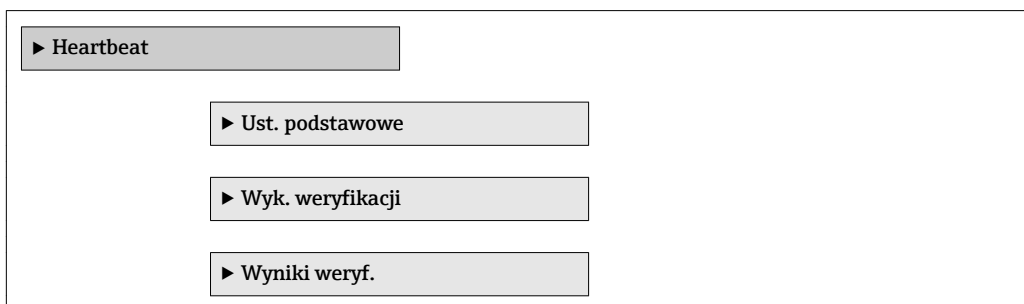 ▶ Heartbeat
▶ Ust. podstawowe
▶ Wyk. weryfikacji
▶ Wyniki weryf.